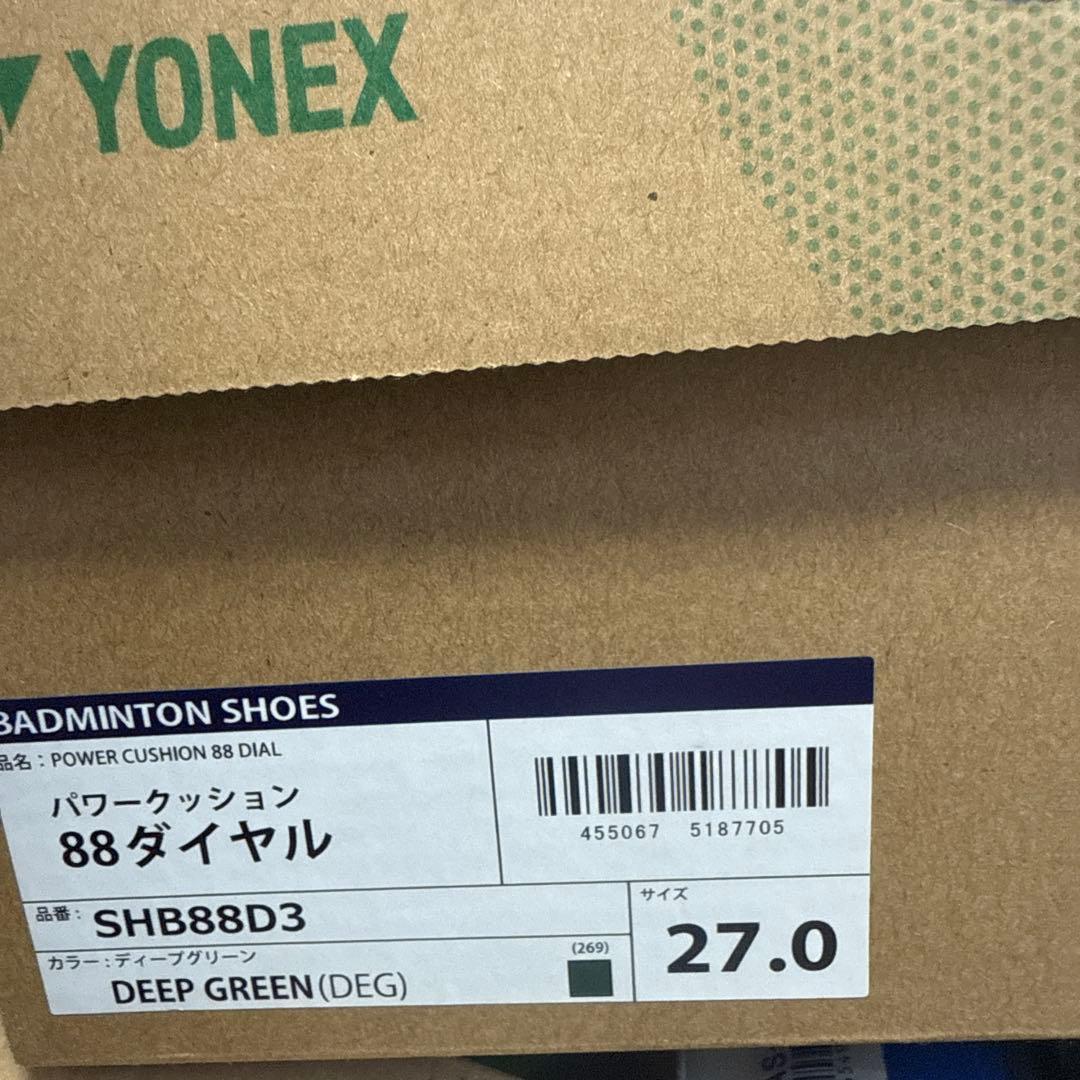 YONEX
BADMINTON SHOES
品名：POWER CUSHION 88 DIAL
パワークッション
88ダイヤル
455067 5187705
品番：SHB88D3
サイズ
27.0
カラー：ディープグリーン
(269)
DEEP GREEN(DEG)